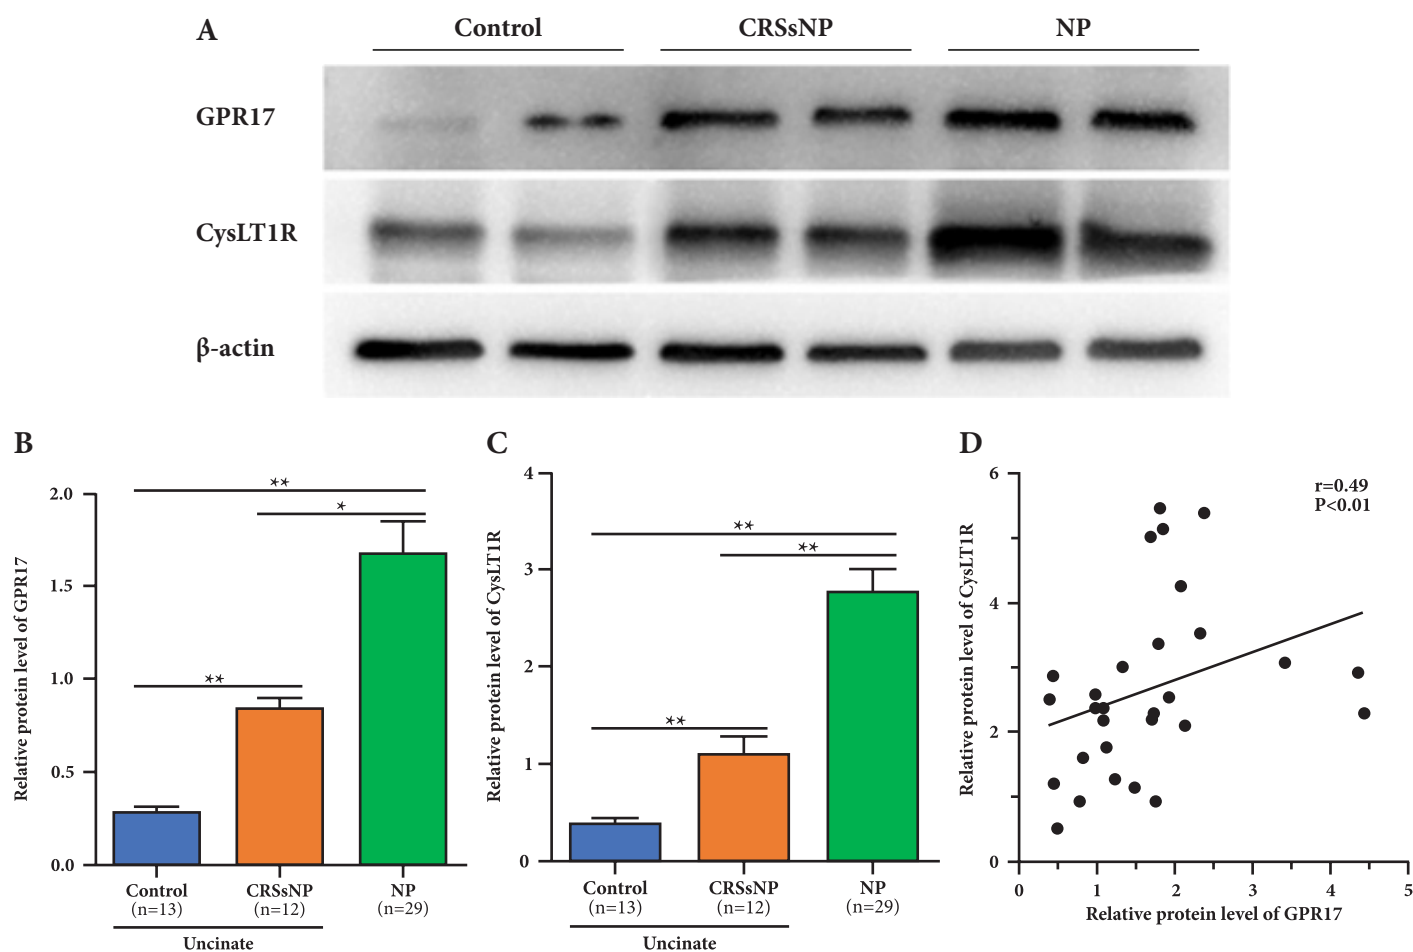 A
Control CRSsNP NP
GPR17
CysLT1R
β-actin
B
Relative protein level of GPR17
2.0
1.5
1.0
0.5
0.0
**
*
**
Control CRSsNP NP
(n=13) (n=12) (n=29)
Uncinate
C
Relative protein level of CysLT1R
4
3
2
1
0
**
**
**
Control CRSsNP NP
(n=13) (n=12) (n=29)
Uncinate
D
Relative protein level of CysLT1R
6
4
2
0
r=0.49
P<0.01
0 1 2 3 4 5
Relative protein level of GPR17